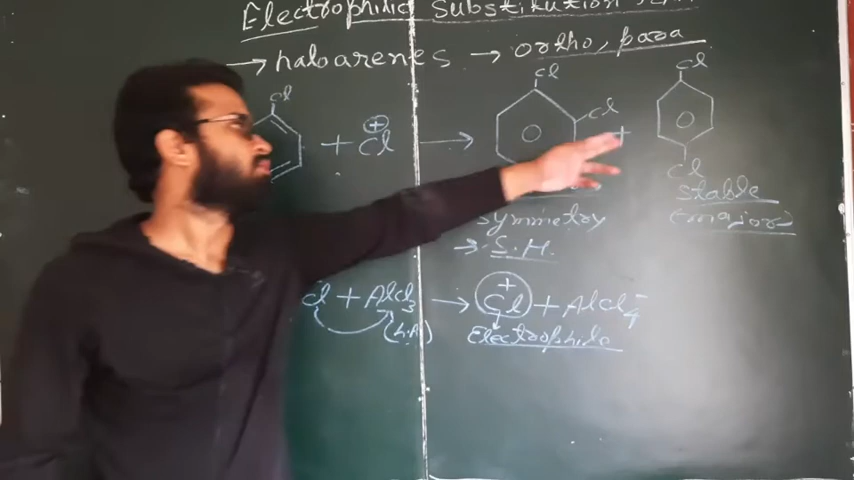 Electrophilic Substitution
→ haloarenes → ortho, para
Cl + Cl⊕ → Cl Cl + Cl Cl
stable
symmetry (major)
→ S.H.
Cl + AlCl3 → Cl+ + AlCl4-
(L.A)
Electrophile